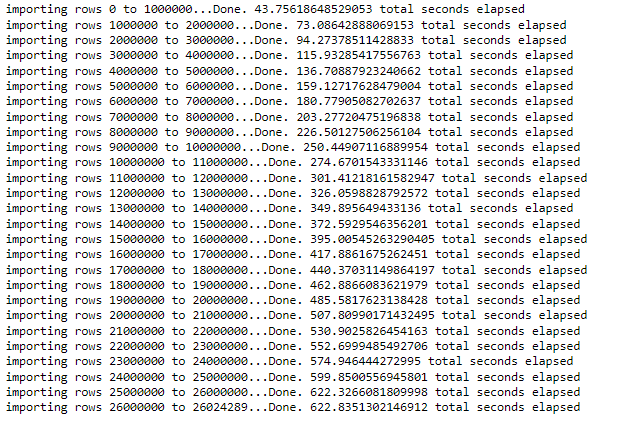 importing rows 0 to 1000000...Done. 43.75618648529053 total seconds elapsed
importing rows 1000000 to 2000000...Done. 73.08642888069153 total seconds elapsed
importing rows 2000000 to 3000000...Done. 94.27378511428833 total seconds elapsed
importing rows 3000000 to 4000000...Done. 115.93285417556763 total seconds elapsed
importing rows 4000000 to 5000000...Done. 136.70887923240662 total seconds elapsed
importing rows 5000000 to 6000000...Done. 159.12717628479004 total seconds elapsed
importing rows 6000000 to 7000000...Done. 180.77905082702637 total seconds elapsed
importing rows 7000000 to 8000000...Done. 203.27720475196838 total seconds elapsed
importing rows 8000000 to 9000000...Done. 226.50127506256104 total seconds elapsed
importing rows 9000000 to 10000000...Done. 250.44907116889954 total seconds elapsed
importing rows 10000000 to 11000000...Done. 274.6701543331146 total seconds elapsed
importing rows 11000000 to 12000000...Done. 301.41218161582947 total seconds elapsed
importing rows 12000000 to 13000000...Done. 326.0598828792572 total seconds elapsed
importing rows 13000000 to 14000000...Done. 349.895649433136 total seconds elapsed
importing rows 14000000 to 15000000...Done. 372.5929546356201 total seconds elapsed
importing rows 15000000 to 16000000...Done. 395.00545263290405 total seconds elapsed
importing rows 16000000 to 17000000...Done. 417.8861675262451 total seconds elapsed
importing rows 17000000 to 18000000...Done. 440.37031149864197 total seconds elapsed
importing rows 18000000 to 19000000...Done. 462.8866083621979 total seconds elapsed
importing rows 19000000 to 20000000...Done. 485.5817623138428 total seconds elapsed
importing rows 20000000 to 21000000...Done. 507.80990171432495 total seconds elapsed
importing rows 21000000 to 22000000...Done. 530.9025826454163 total seconds elapsed
importing rows 22000000 to 23000000...Done. 552.6999485492706 total seconds elapsed
importing rows 23000000 to 24000000...Done. 574.946444272995 total seconds elapsed
importing rows 24000000 to 25000000...Done. 599.8500556945801 total seconds elapsed
importing rows 25000000 to 26000000...Done. 622.3266081809998 total seconds elapsed
importing rows 26000000 to 26024289...Done. 622.8351302146912 total seconds elapsed